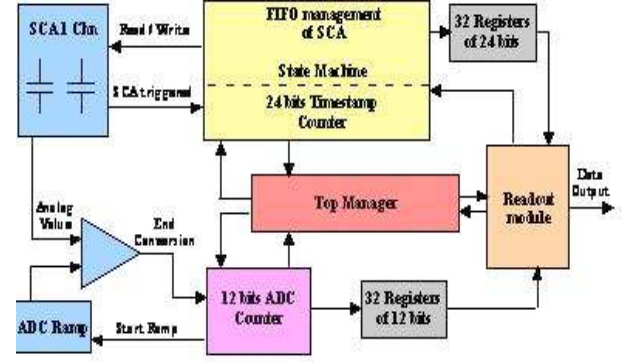 SCA1 Chn
Read / Write
SCA triggered
FIFO management
of SCA
State Machine
24 bits Timestamp
Counter
32 Registers
of 24 bits
Top Manager
Readout
module
Data
Output
Analog
Value
End
Conversion
ADC Ramp
Start Ramp
12 bits ADC
Counter
32 Registers
of 12 bits